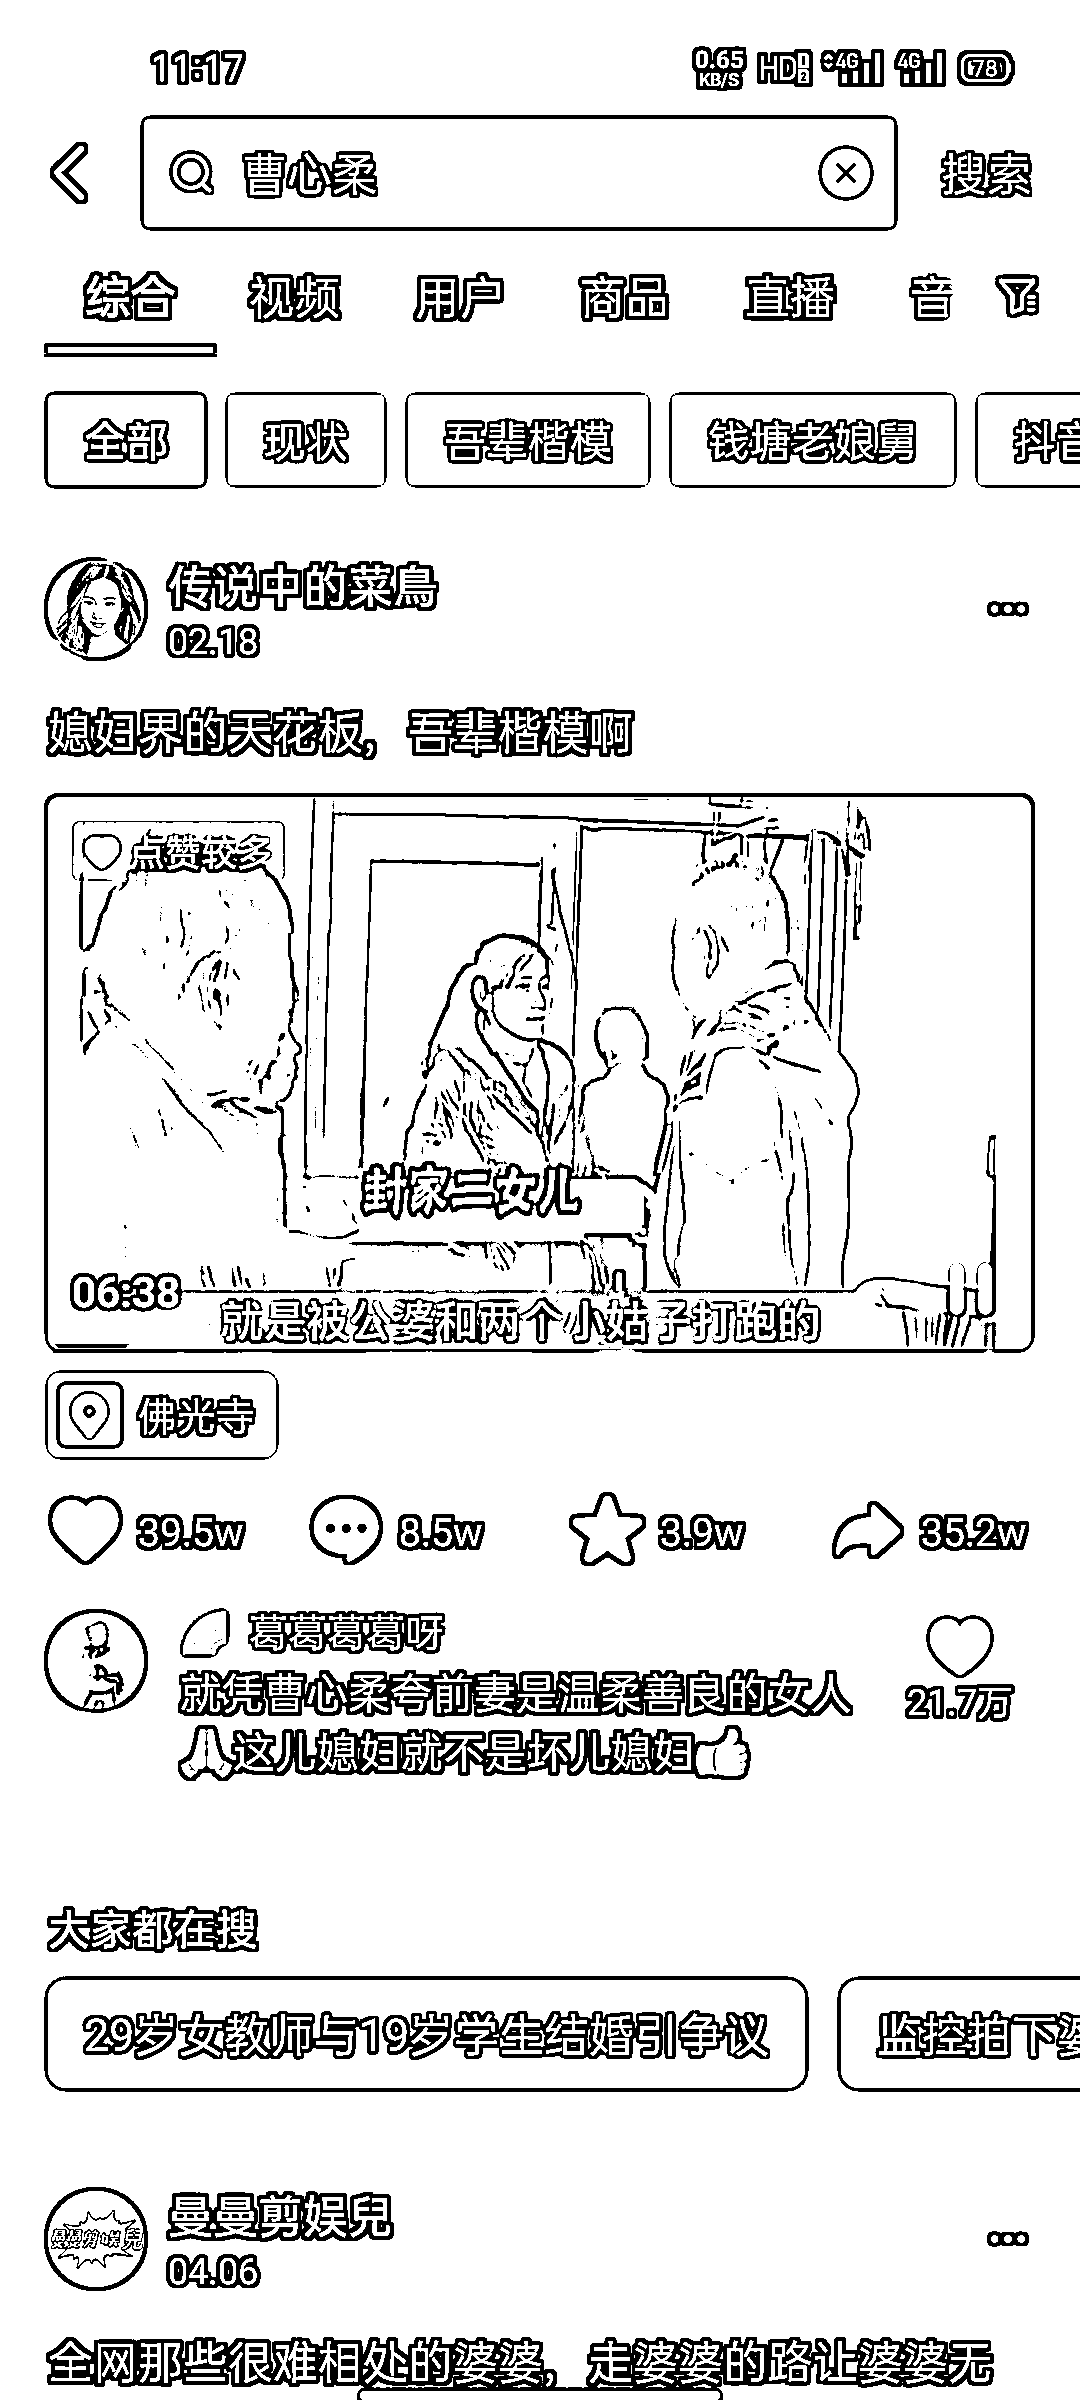 11:17 0.65 KB/S HD 1 2 4G 4G 78
曹心柔 搜索
综合 视频 用户 商品 直播 音
全部 现状 吾辈楷模 钱塘老娘舅 抖音
传说中的菜鳥
02.18
媳妇界的天花板，吾辈楷模啊
点赞较多
封家二女儿
06:38
就是被公婆和两个小姑子打跑的
佛光寺
39.5w 8.5w 3.9w 35.2w
葛葛葛葛呀
就凭曹心柔夸前妻是温柔善良的女人
🙏这儿媳妇就不是坏儿媳妇👍
21.7万
大家都在搜
29岁女教师与19岁学生结婚引争议 监控拍下婆
曼曼剪娱兒
曼曼剪娱兒
04.06
全网那些很难相处的婆婆，走婆婆的路让婆婆无